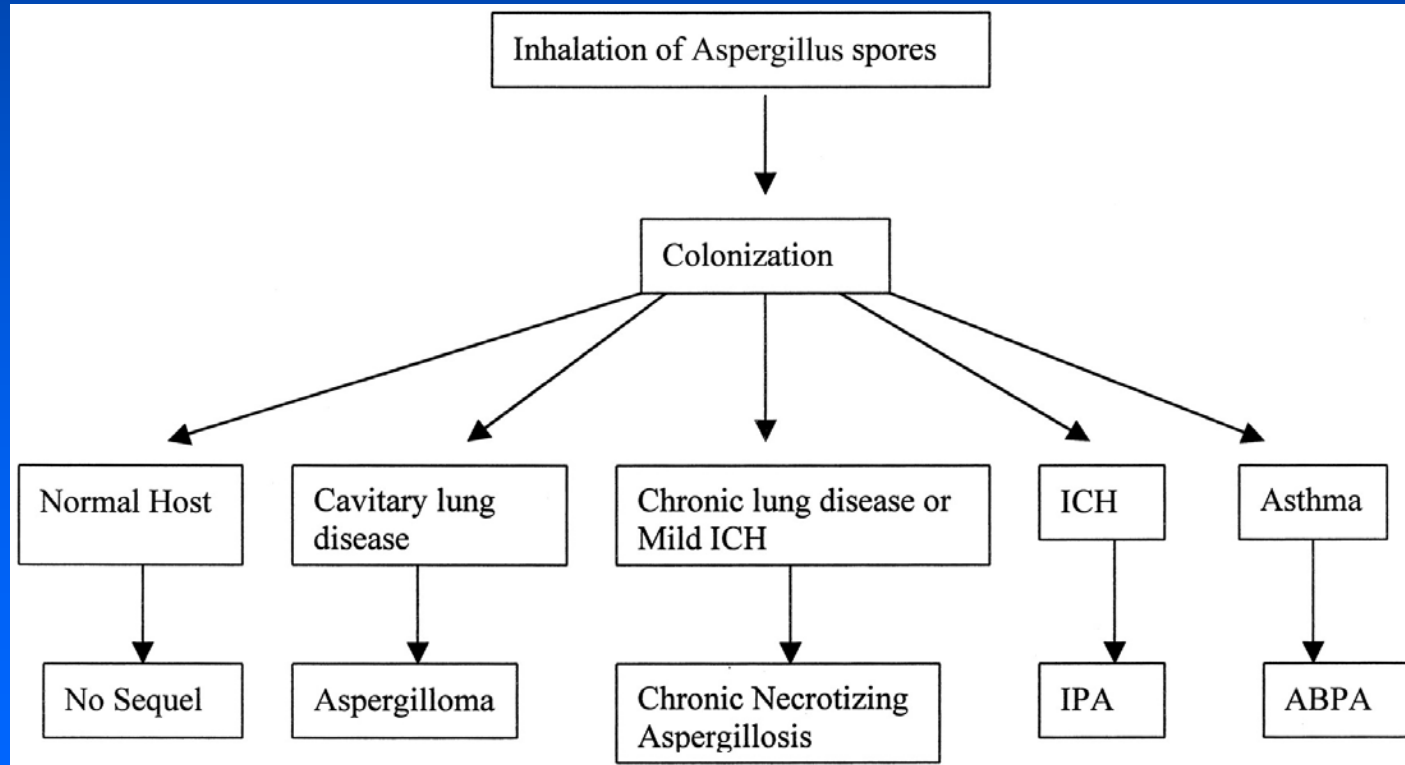 Inhalation of Aspergillus spores
Colonization
Normal Host
Cavitary lung
disease
Chronic lung disease or
Mild ICH
ICH
Asthma
No Sequel
Aspergilloma
Chronic Necrotizing
Aspergillosis
IPA
ABPA